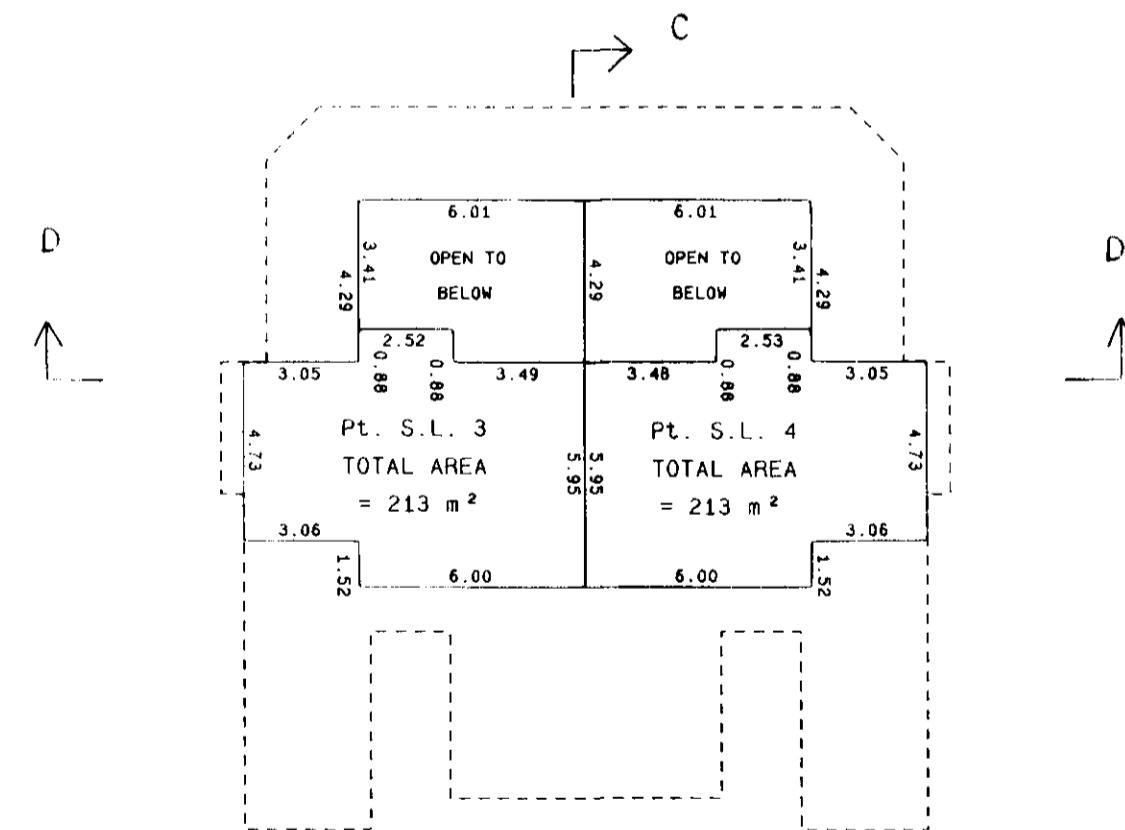 C
D
D
6.01
6.01
3.41
3.41
OPEN TO
OPEN TO
4.29
4.29
4.29
BELOW
BELOW
2.52
2.53
0.88
0.88
0.88
0.88
3.05
3.49
3.48
3.05
Pt. S.L. 3
Pt. S.L. 4
4.73
4.73
TOTAL AREA
TOTAL AREA
5.95
5.95
= 213 m²
= 213 m²
3.06
3.06
1.52
1.52
6.00
6.00